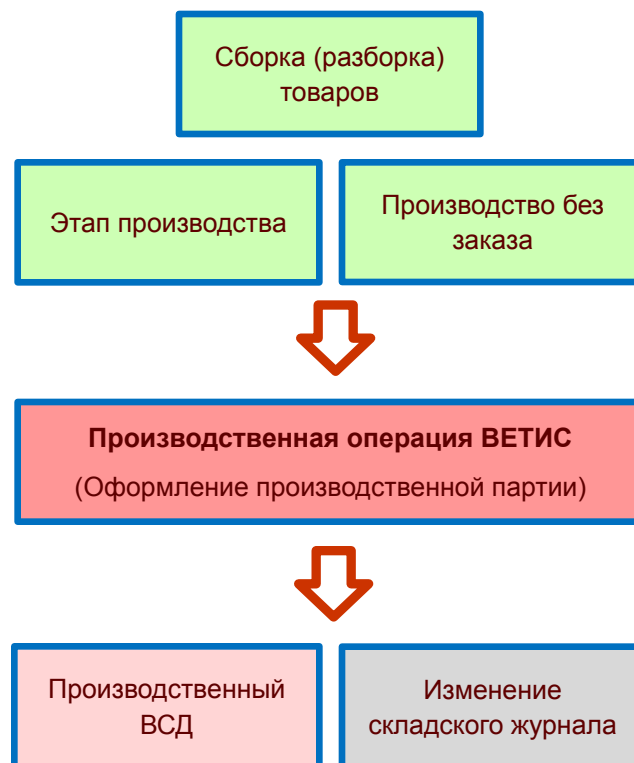 Сборка (разборка)
товаров
Этап производства
Производство без
заказа
Производственная операция ВЕТИС
(Оформление производственной партии)
Производственный
ВСД
Изменение
складского журнала